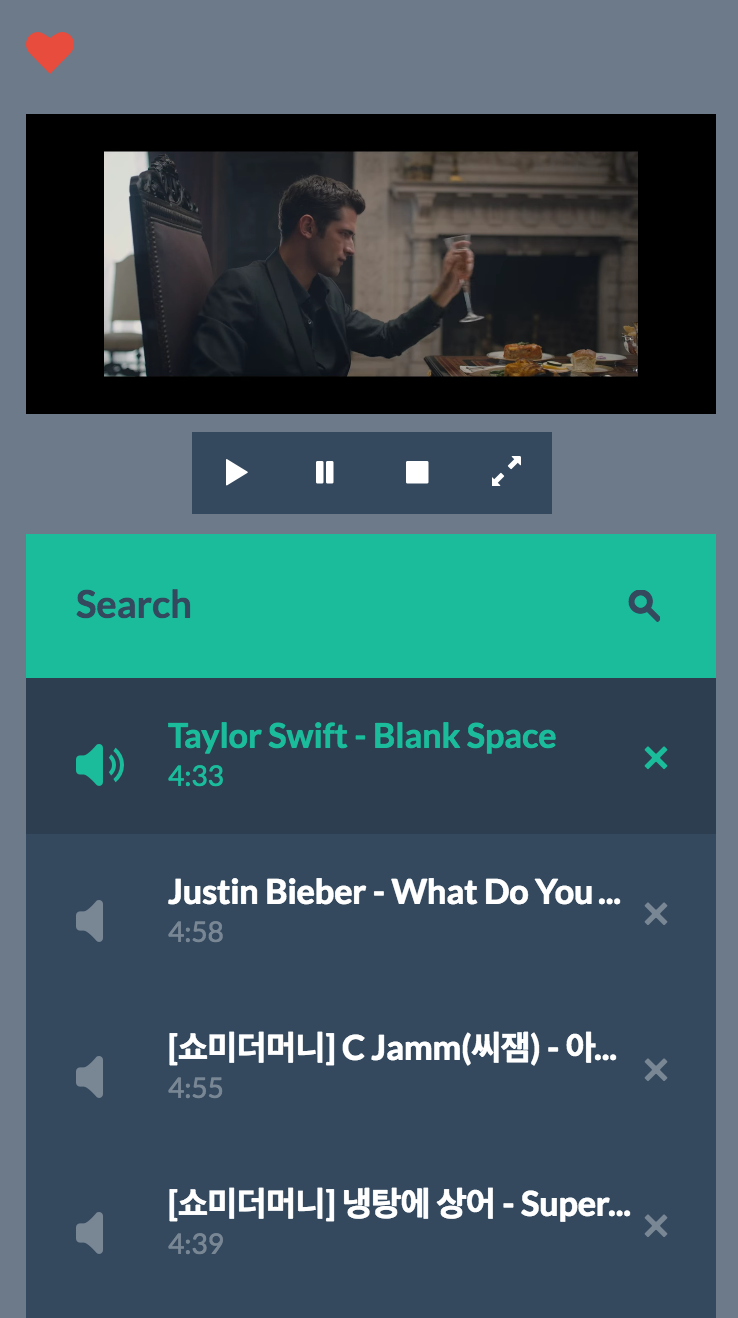 Search
Taylor Swift - Blank Space
4:33
Justin Bieber - What Do You ...
4:58
[쇼미더머니] C Jamm(씨잼) - 아...
4:55
[쇼미더머니] 냉탕에 상어 - Super...
4:39